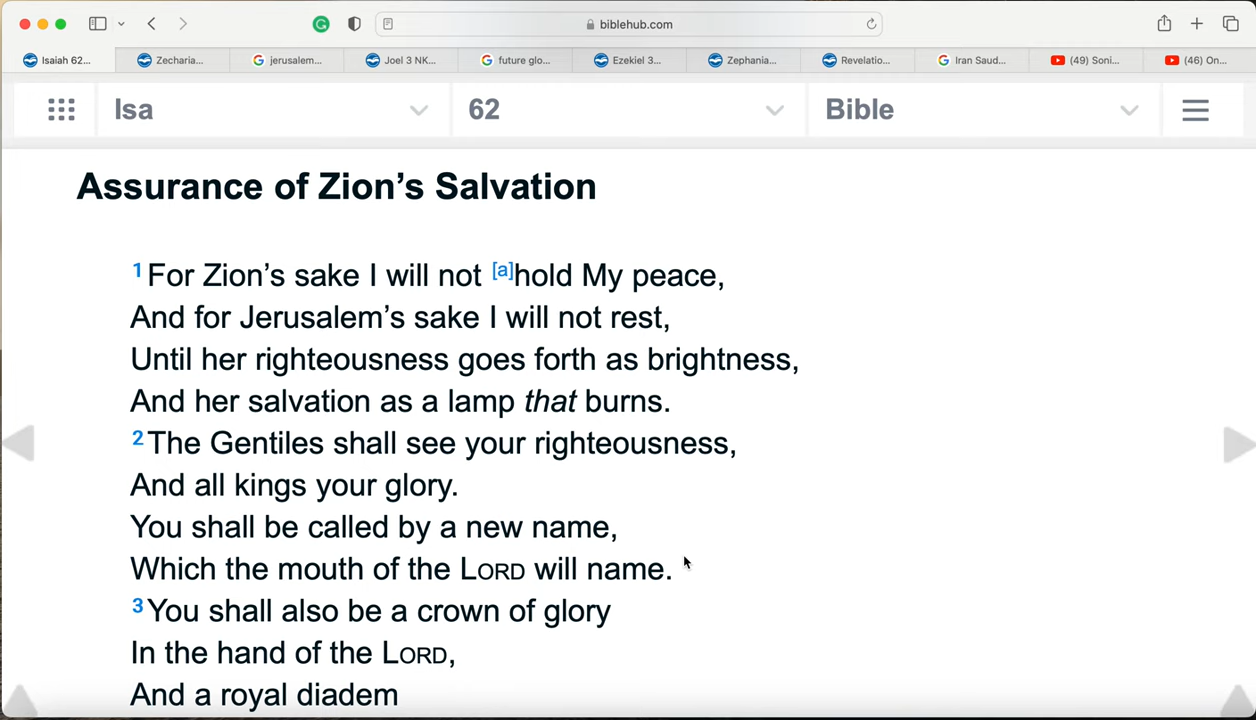 biblehub.com
Isaiah 62...
Zecharia...
jerusalem...
Joel 3 NK...
future glo...
Ezekiel 3...
Zephania...
Revelatio...
Iran Saud...
(49) Soni...
(46) On...
Isa
62
Bible
Assurance of Zion’s Salvation
1 For Zion’s sake I will not [a]hold My peace,
And for Jerusalem’s sake I will not rest,
Until her righteousness goes forth as brightness,
And her salvation as a lamp that burns.
2 The Gentiles shall see your righteousness,
And all kings your glory.
You shall be called by a new name,
Which the mouth of the LORD will name.
3 You shall also be a crown of glory
In the hand of the LORD,
And a royal diadem